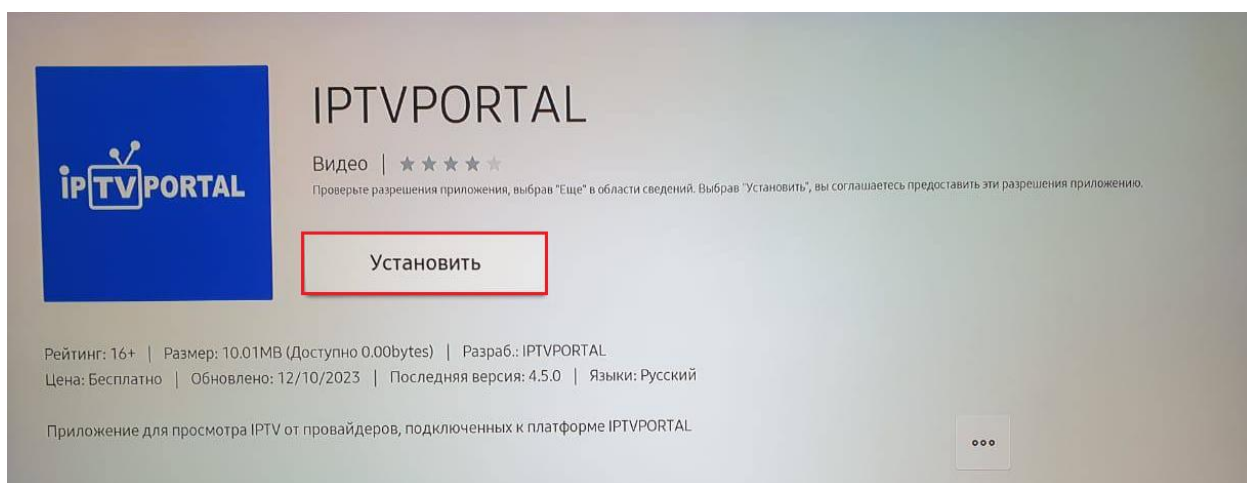 IPTVPORTAL
Видео | ★ ★ ★ ★ ★
Проверьте разрешения приложения, выбрав "Еще" в области сведений. Выбрав "Установить", вы соглашаетесь предоставить эти разрешения приложению.
ipTVPORTAL
Установить
Рейтинг: 16+ | Размер: 10.01MB (Доступно 0.00bytes) | Разраб.: IPTVPORTAL
Цена: Бесплатно | Обновлено: 12/10/2023 | Последняя версия: 4.5.0 | Языки: Русский
Приложение для просмотра IPTV от провайдеров, подключенных к платформе IPTVPORTAL